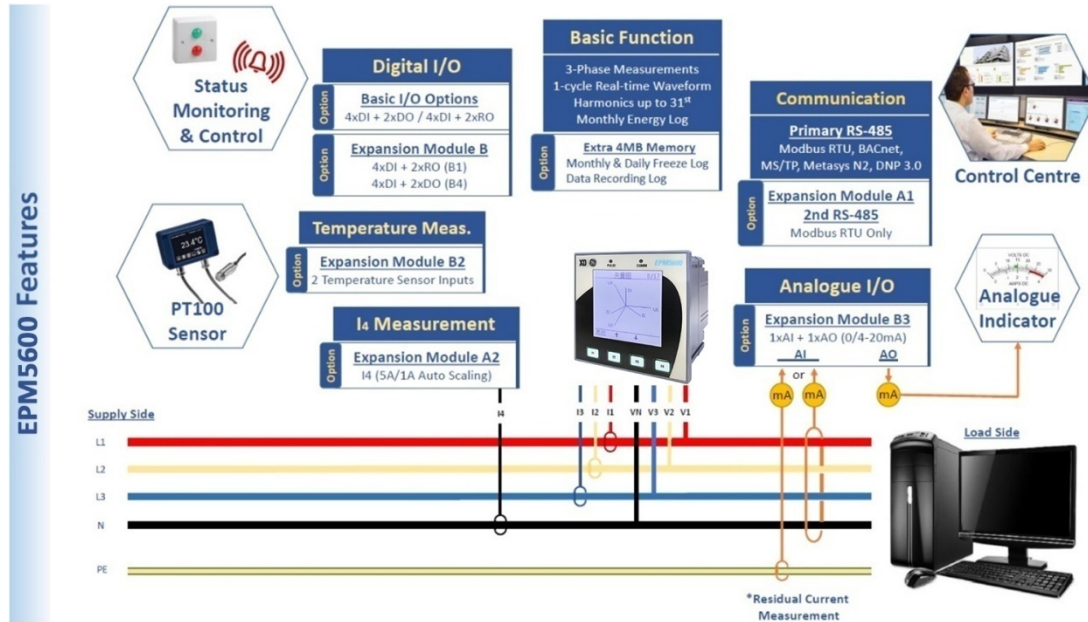 EPM5600 Features
Status
Monitoring
& Control
Digital I/O
Option
Basic I/O Options
4xDI + 2xDO / 4xDI + 2xRO
Option
Expansion Module B
4xDI + 2xRO (B1)
4xDI + 2xDO (B4)
Basic Function
3-Phase Measurements
1-cycle Real-time Waveform
Harmonics up to 31st
Monthly Energy Log
Option
Extra 4MB Memory
Monthly & Daily Freeze Log
Data Recording Log
Communication
Primary RS-485
Modbus RTU, BACnet,
MS/TP, Metasys N2, DNP 3.0
Option
Expansion Module A1
2nd RS-485
Modbus RTU Only
Control Centre
23.4°C
PT100
Sensor
Temperature Meas.
Option
Expansion Module B2
2 Temperature Sensor Inputs
I4 Measurement
Option
Expansion Module A2
I4 (5A/1A Auto Scaling)
EPM5600
Analogue I/O
Option
Expansion Module B3
1xAI + 1xAO (0/4-20mA)
AI
AO
or
mA
mA
mA
VOLTS DC
AMPS DC
Analogue
Indicator
I4
I3
I2
I1
VN
V3
V2
V1
Supply Side
Load Side
L1
L2
L3
N
PE
*Residual Current
Measurement